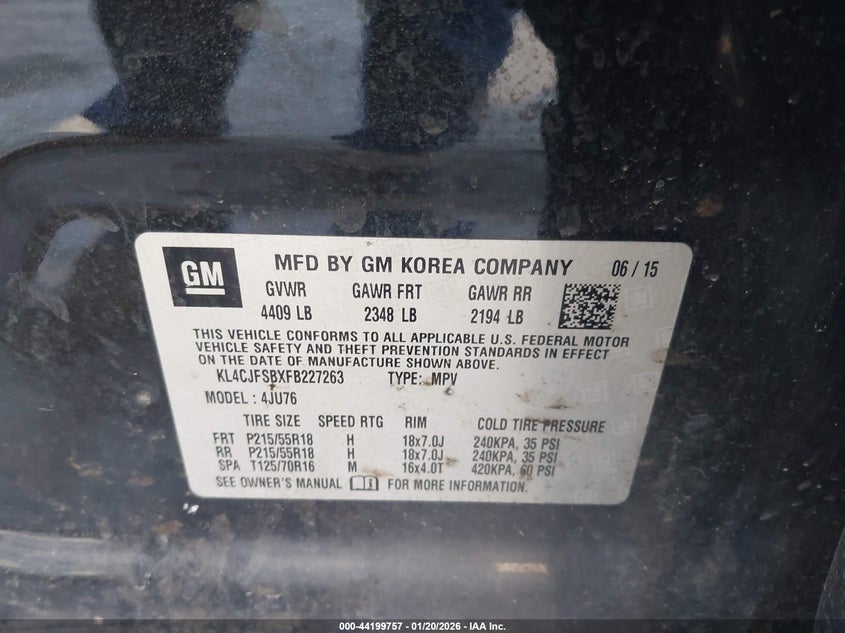 GM
MFD BY GM KOREA COMPANY 06 / 15
GVWR GAWR FRT GAWR RR
4409 LB 2348 LB 2194 LB
THIS VEHICLE CONFORMS TO ALL APPLICABLE U.S. FEDERAL MOTOR
VEHICLE SAFETY AND THEFT PREVENTION STANDARDS IN EFFECT
ON THE DATE OF MANUFACTURE SHOWN ABOVE.
KL4CJFSBXFB227263 TYPE: MPV
MODEL : 4JU76
TIRE SIZE SPEED RTG RIM COLD TIRE PRESSURE
FRT P215/55R18 H 18x7.0J 240KPA, 35 PSI
RR P215/55R18 H 18x7.0J 240KPA, 35 PSI
SPA T125/70R16 M 16x4.0T 420KPA, 60 PSI
SEE OWNER'S MANUAL FOR MORE INFORMATION.
000-44199757 - 01/20/2026 - IAA Inc.